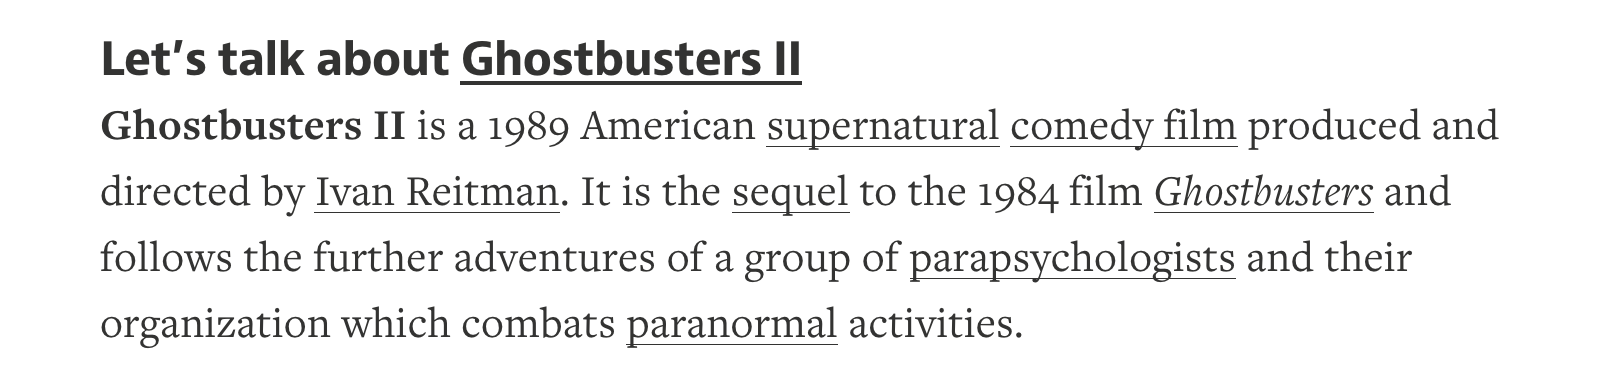 Let’s talk about Ghostbusters II
Ghostbusters II is a 1989 American supernatural comedy film produced and
directed by Ivan Reitman. It is the sequel to the 1984 film Ghostbusters and
follows the further adventures of a group of parapsychologists and their
organization which combats paranormal activities.